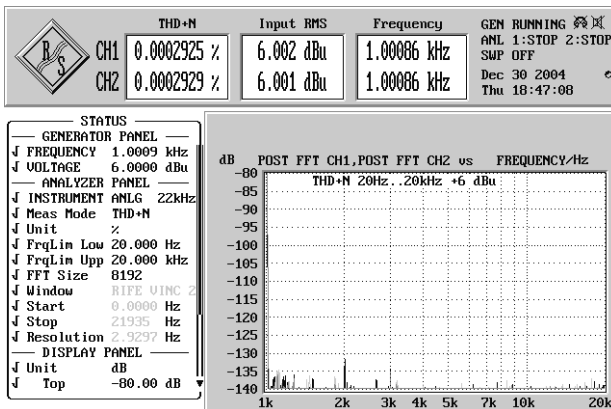 THD+N Input RMS Frequency
R S
CH1 0.0002925 % 6.002 dBu 1.00086 kHz
CH2 0.0002929 % 6.001 dBu 1.00086 kHz
GEN RUNNING
ANL 1:STOP 2:STOP
SWP OFF
Dec 30 2004
Thu 18:47:08
STATUS
GENERATOR PANEL
FREQUENCY 1.0009 kHz
VOLTAGE 6.0000 dBu
ANALYZER PANEL
INSTRUMENT ANLG 22kHz
Meas Mode THD+N
Unit %
FrqLim Low 20.000 Hz
FrqLim Upp 20.000 kHz
FFT Size 8192
Window RIFE VINC 2
Start 0.0000 Hz
Stop 21935 Hz
Resolution 2.9297 Hz
DISPLAY PANEL
Unit dB
Top -80.00 dB
dB POST FFT CH1,POST FFT CH2 vs FREQUENCY/Hz
THD+N 20Hz..20kHz +6 dBu
-80
-85
-90
-95
-100
-105
-110
-115
-120
-125
-130
-135
-140
1k 2k 3k 4k 5k 7k 10k 20k